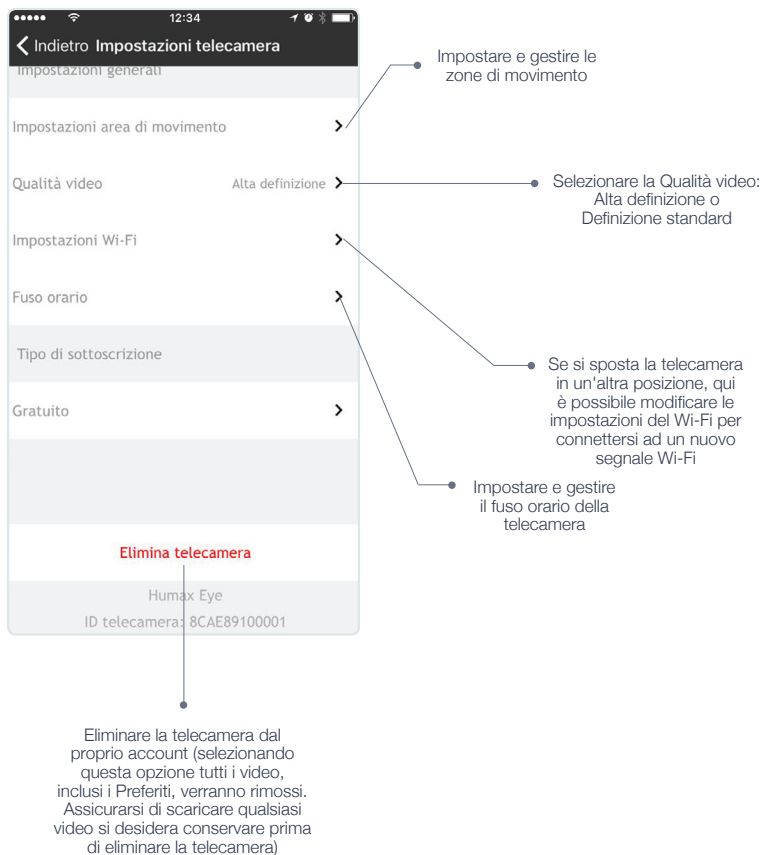 12:34
Indietro Impostazioni telecamera
Impostazioni generali
Impostazioni area di movimento
Qualità video Alta definizione
Impostazioni Wi-Fi
Fuso orario
Tipo di sottoscrizione
Gratuito
Elimina telecamera
Humax Eye
ID telecamera: 8CAE89100001
Impostare e gestire le
zone di movimento
Selezionare la Qualità video:
Alta definizione o
Definizione standard
Se si sposta la telecamera
in un'altra posizione, qui
è possibile modificare le
impostazioni del Wi-Fi per
connettersi ad un nuovo
segnale Wi-Fi
Impostare e gestire
il fuso orario della
telecamera
Eliminare la telecamera dal
proprio account (selezionando
questa opzione tutti i video,
inclusi i Preferiti, verranno rimossi.
Assicurarsi di scaricare qualsiasi
video si desidera conservare prima
di eliminare la telecamera)